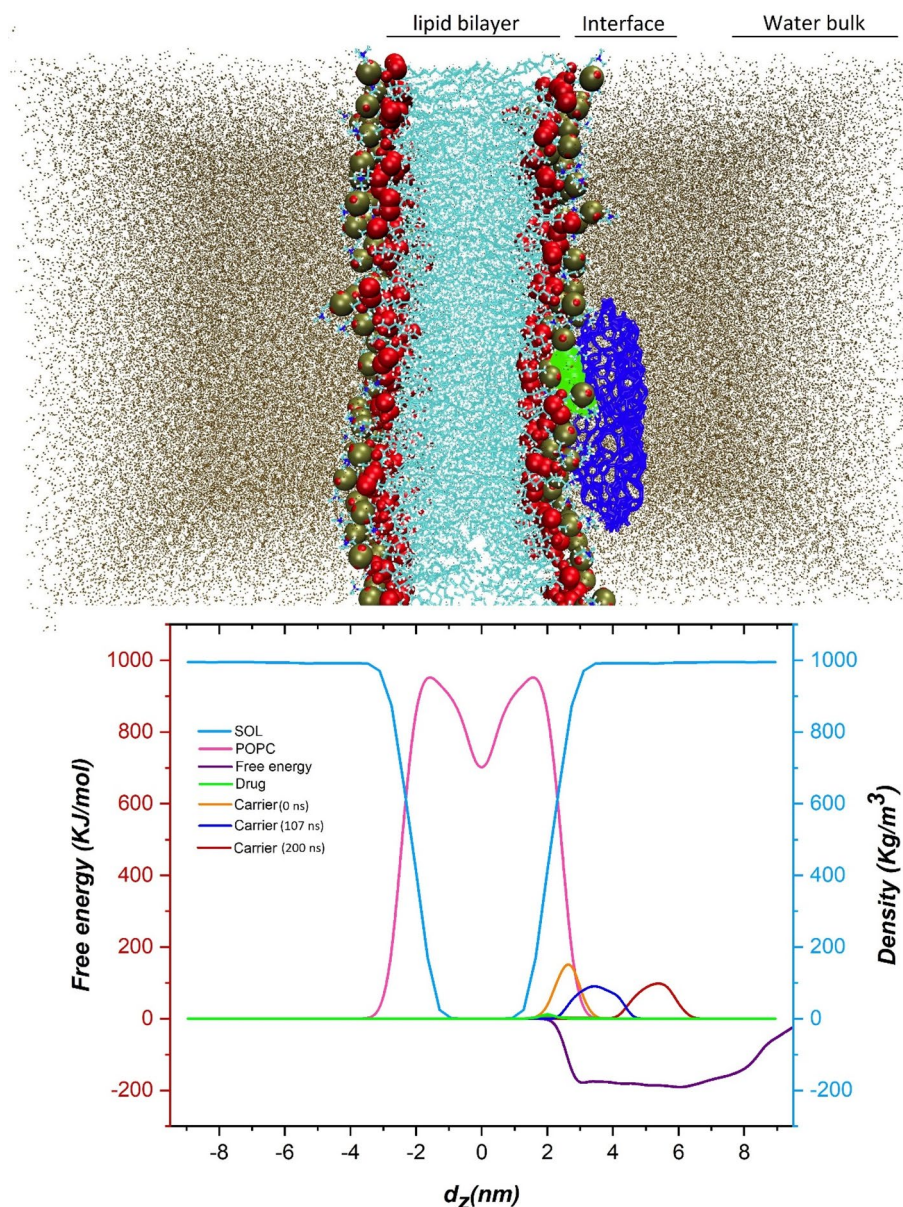 lipid bilayer Interface Water bulk
1000
800
600
400
200
0
-200
Free energy (KJ/mol)
SOL
POPC
Free energy
Drug
Carrier (0 ns)
Carrier (107 ns)
Carrier (200 ns)
1000
800
600
400
200
0
-200
Density (Kg/m³)
-8 -6 -4 -2 0 2 4 6 8
dz(nm)